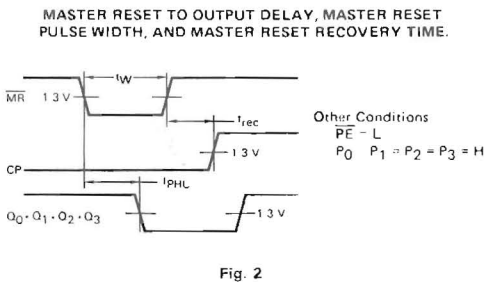 MASTER RESET TO OUTPUT DELAY, MASTER RESET
PULSE WIDTH, AND MASTER RESET RECOVERY TIME.
tW
MR 1 3 V
trec
Other Conditions
PE - L
P0 P1 = P2 = P3 = H
1 3 V
CP
tPHL
Q0 · Q1 · Q2 · Q3
1 3 V
Fig. 2